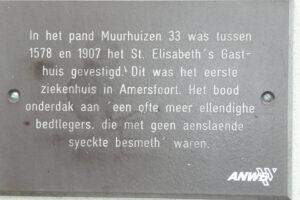 In het pand Muurhuizen 33 was tussen
1578 en 1907 het St. Elisabeth´s Gast-
huis gevestigd. Dit was het eerste
ziekenhuis in Amersfoort. Het bood
onderdak aan ´een ofte meer ellendighe
bedtlegers, die met geen aenslaende
syeckte besmeth´ waren.
ANWB